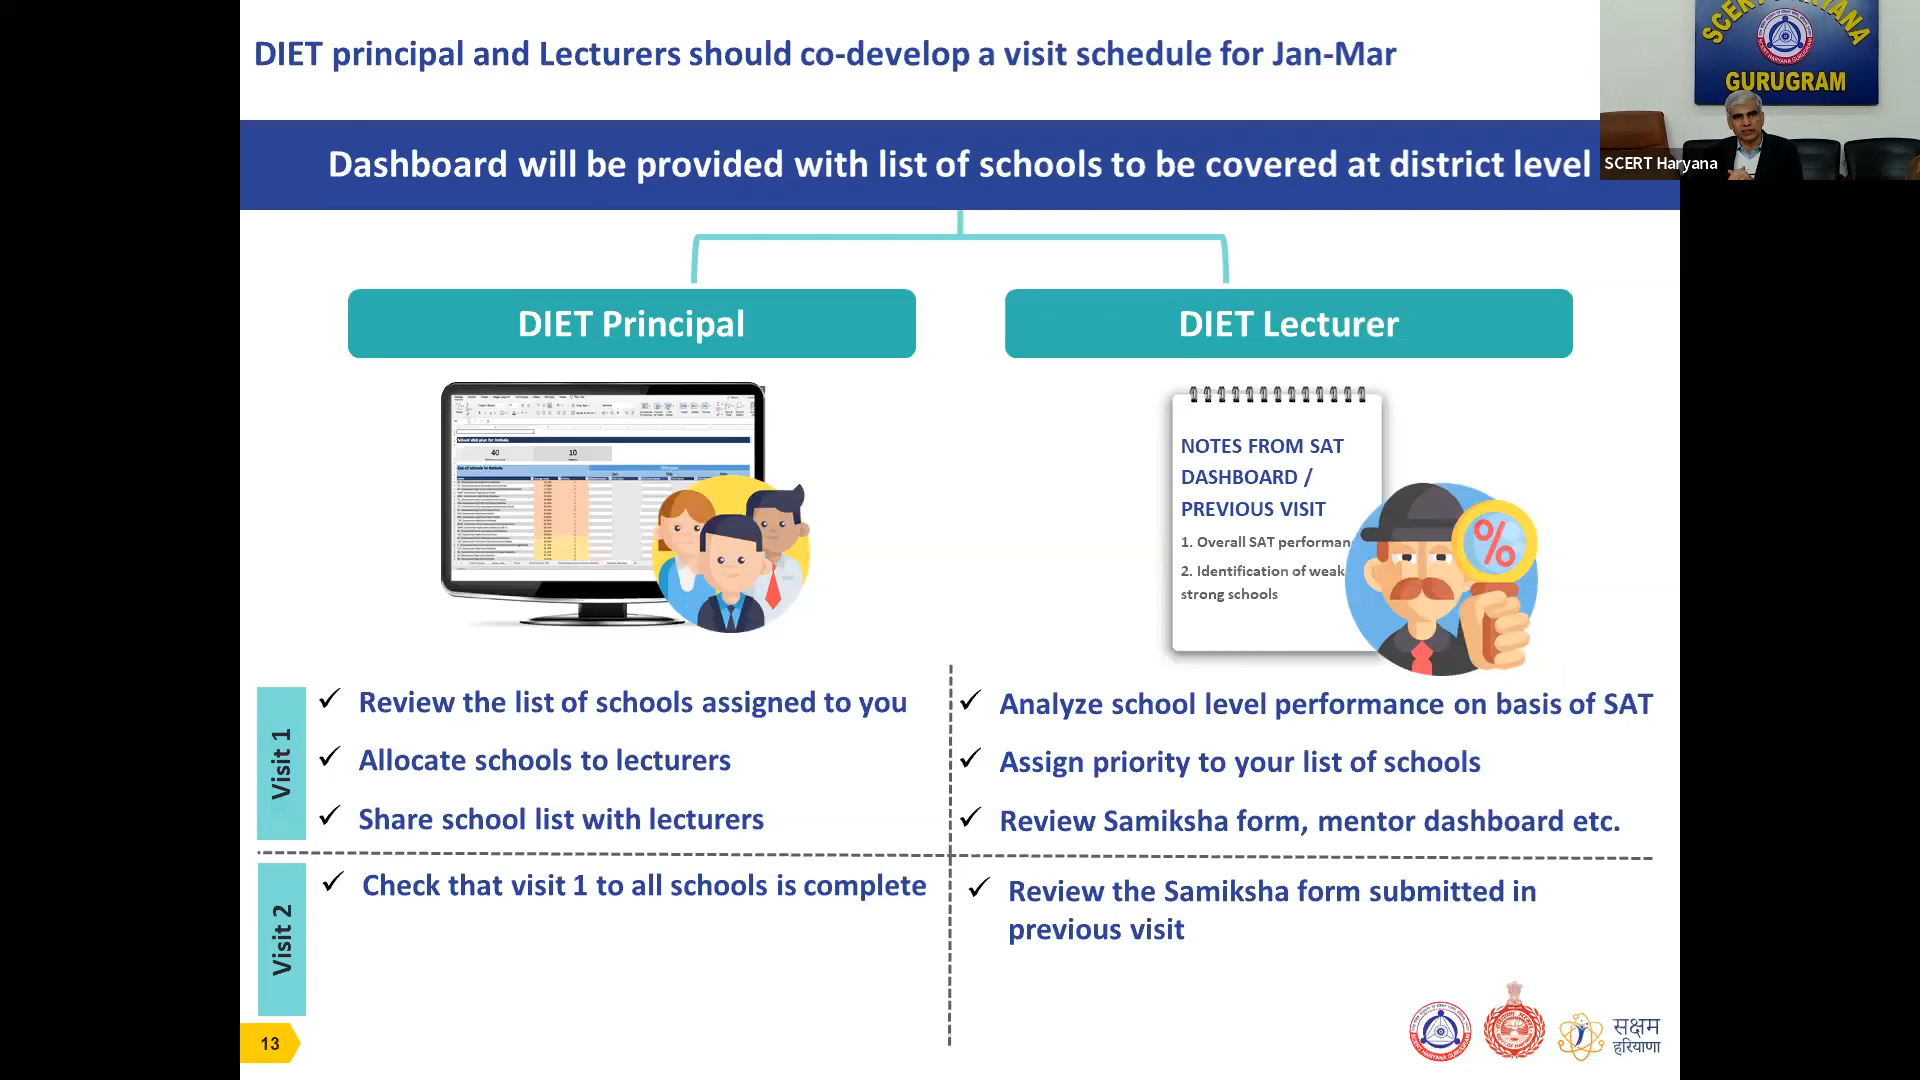 DIET principal and Lecturers should co-develop a visit schedule for Jan-Mar
SCERT HARYANA
GURUGRAM
SCERT Haryana
Dashboard will be provided with list of schools to be covered at district level
DIET Principal
DIET Lecturer
40
10
NOTES FROM SAT
DASHBOARD /
PREVIOUS VISIT
1. Overall SAT performan
2. Identification of weak
strong schools
Visit 1
✓ Review the list of schools assigned to you
✓ Allocate schools to lecturers
✓ Share school list with lecturers
✓ Analyze school level performance on basis of SAT
✓ Assign priority to your list of schools
✓ Review Samiksha form, mentor dashboard etc.
Visit 2
✓ Check that visit 1 to all schools is complete
✓ Review the Samiksha form submitted in
previous visit
13
सक्षम
हरियाणा